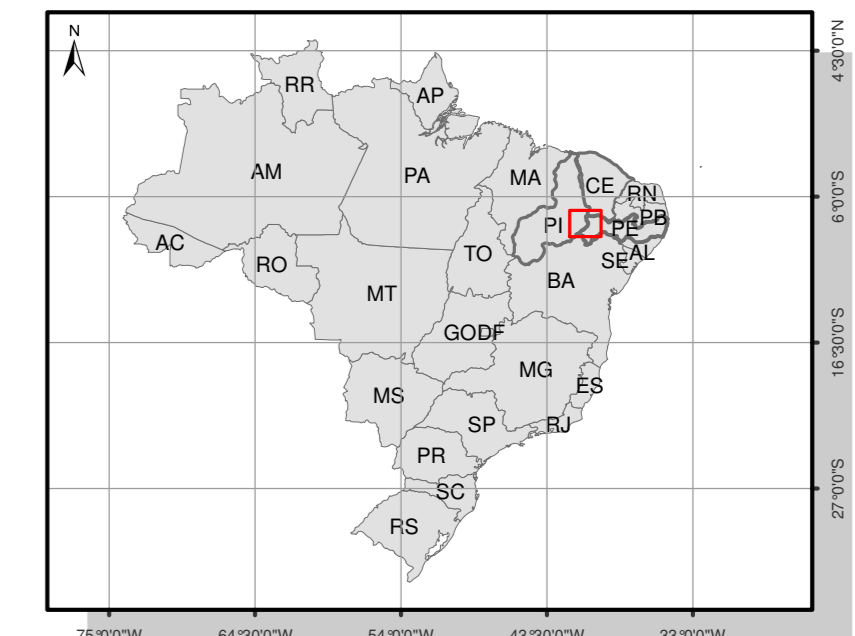 N
4°30'0"N
RR
AP
AM
PA
MA
CE
RN
6°0'0"S
PI
PB
PE
AC
TO
AL
SE
RO
BA
MT
GO DF
16°30'0"S
MG
ES
MS
SP
RJ
PR
27°0'0"S
SC
RS
75°0'0"W 64°30'0"W 54°0'0"W 43°30'0"W 33°0'0"W